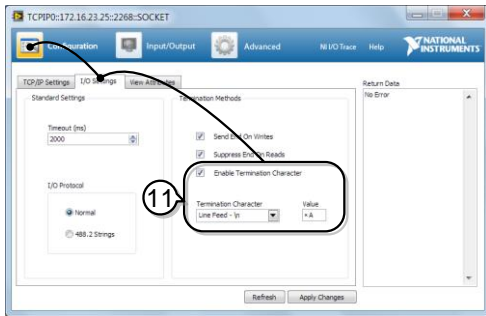 TCPIP0::172.16.23.25::2268::SOCKET
Configuration
Input/Output
Advanced
NI I/O Trace
Help
NATIONAL INSTRUMENTS
TCP/IP Settings
I/O Settings
View Attributes
Return Data
No Error
Standard Settings
Termination Methods
Timeout (ms)
2000
Send End On Writes
Suppress End On Reads
Enable Termination Character
I/O Protocol
Normal
488.2 Strings
11
Termination Character
Line Feed - \n
Value
xA
Refresh
Apply Changes